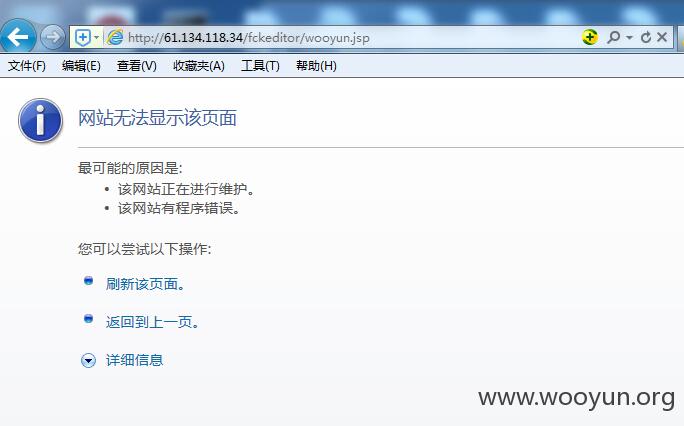 http://61.134.118.34/fckeditor/wooyun.jsp
文件(F) 编辑(E) 查看(V) 收藏夹(A) 工具(T) 帮助(H)
网站无法显示该页面
最可能的原因是:
• 该网站正在进行维护。
• 该网站有程序错误。
您可以尝试以下操作:
刷新该页面。
返回到上一页。
详细信息
www.wooyun.org